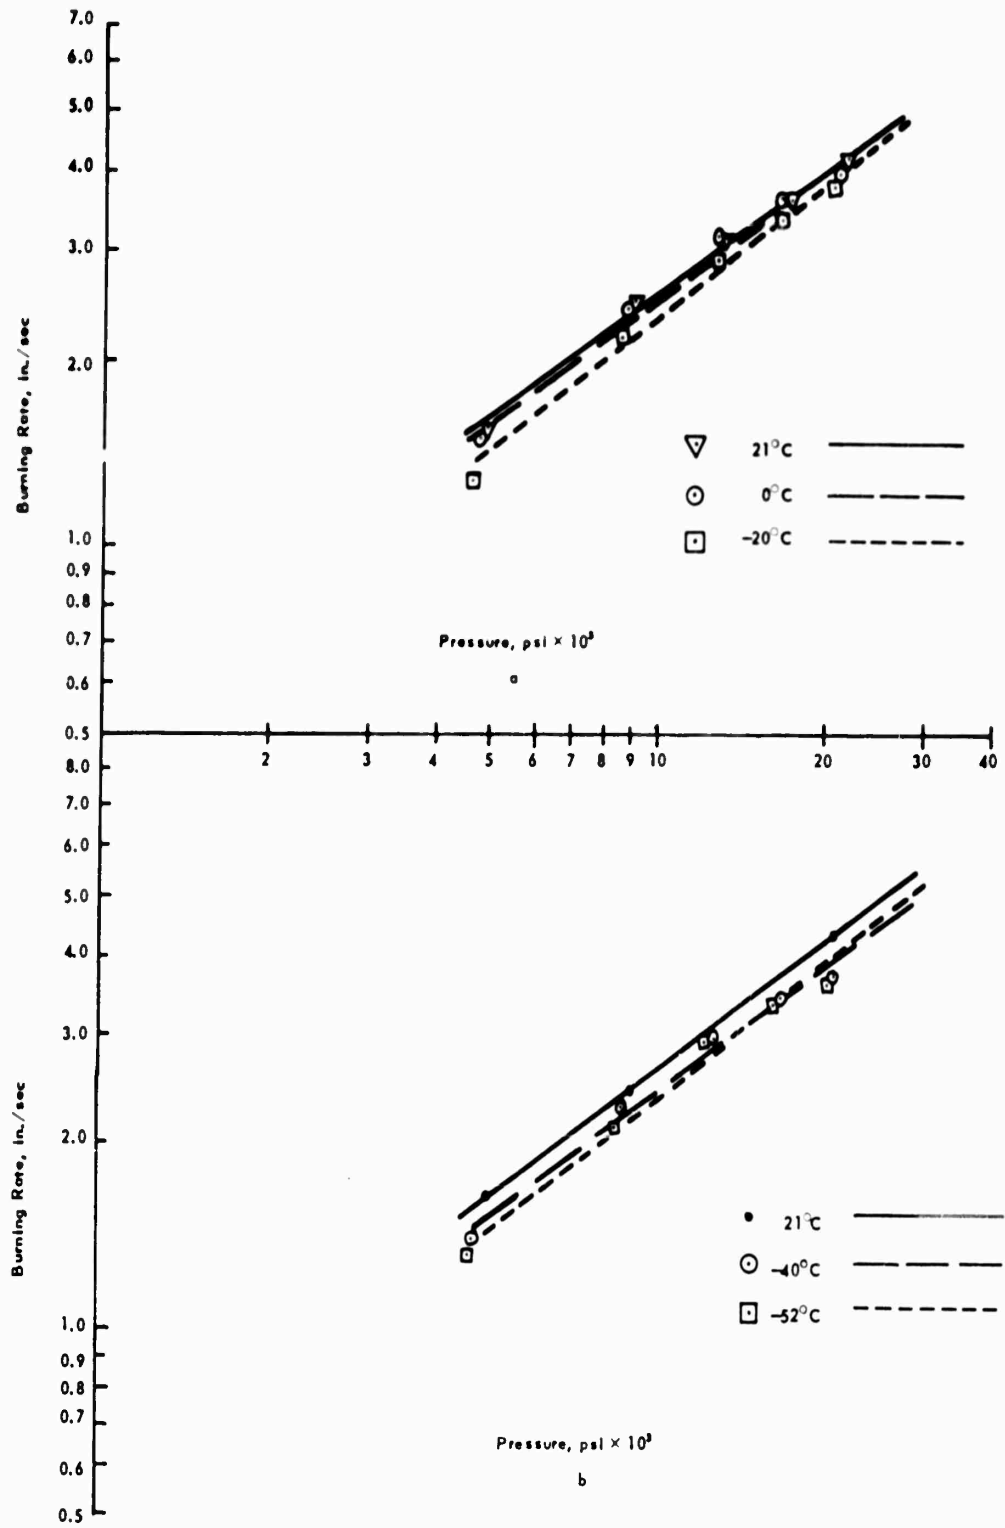 7.0
6.0
5.0
4.0
3.0
2.0
1.0
0.9
0.8
0.7
0.6
0.5
Burning Rate, in./sec
21°C
0°C
-20°C
Pressure, psi × 10³
a
2 3 4 5 6 7 8 9 10 20 30 40
8.0
7.0
6.0
5.0
4.0
3.0
2.0
1.0
0.9
0.8
0.7
0.6
0.5
Burning Rate, in./sec
21°C
-40°C
-52°C
Pressure, psi × 10³
b